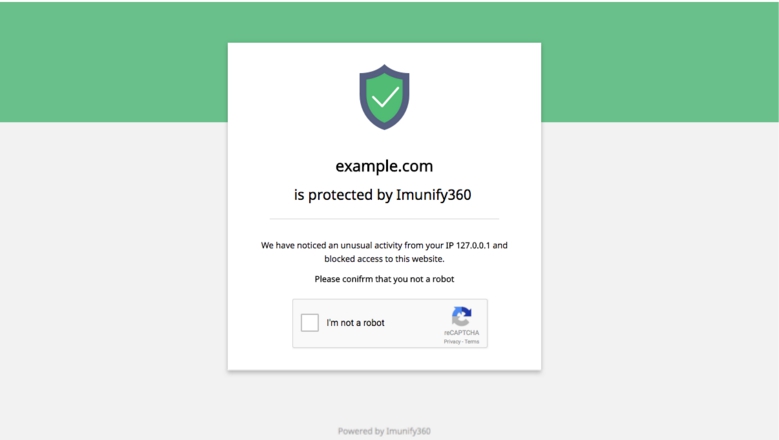 example.com
is protected by Imunify360
We have noticed an unusual activity from your IP 127.0.0.1 and
blocked access to this website.
Please conifrm that you not a robot
I'm not a robot
reCAPTCHA
Privacy - Terms
Powered by Imunify360